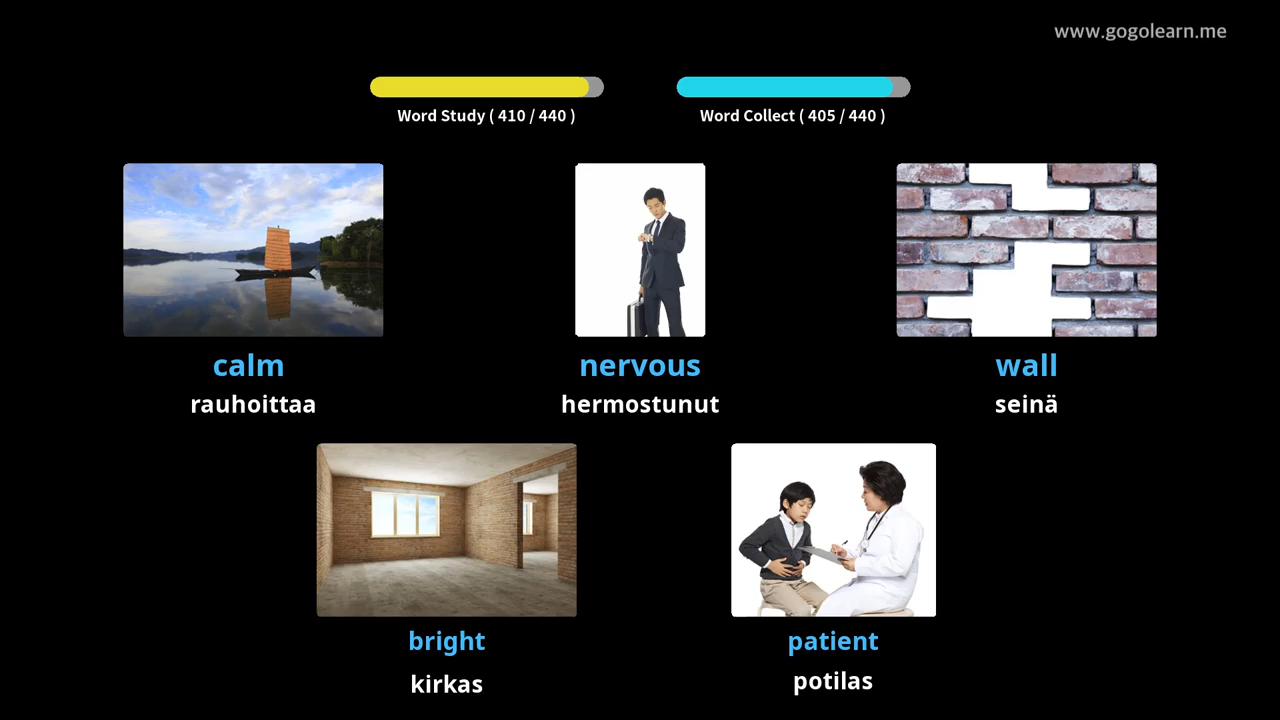 www.gogolearn.me
Word Study ( 410 / 440 )
Word Collect ( 405 / 440 )
calm
nervous
wall
rauhoittaa
hermostunut
seinä
bright
patient
kirkas
potilas